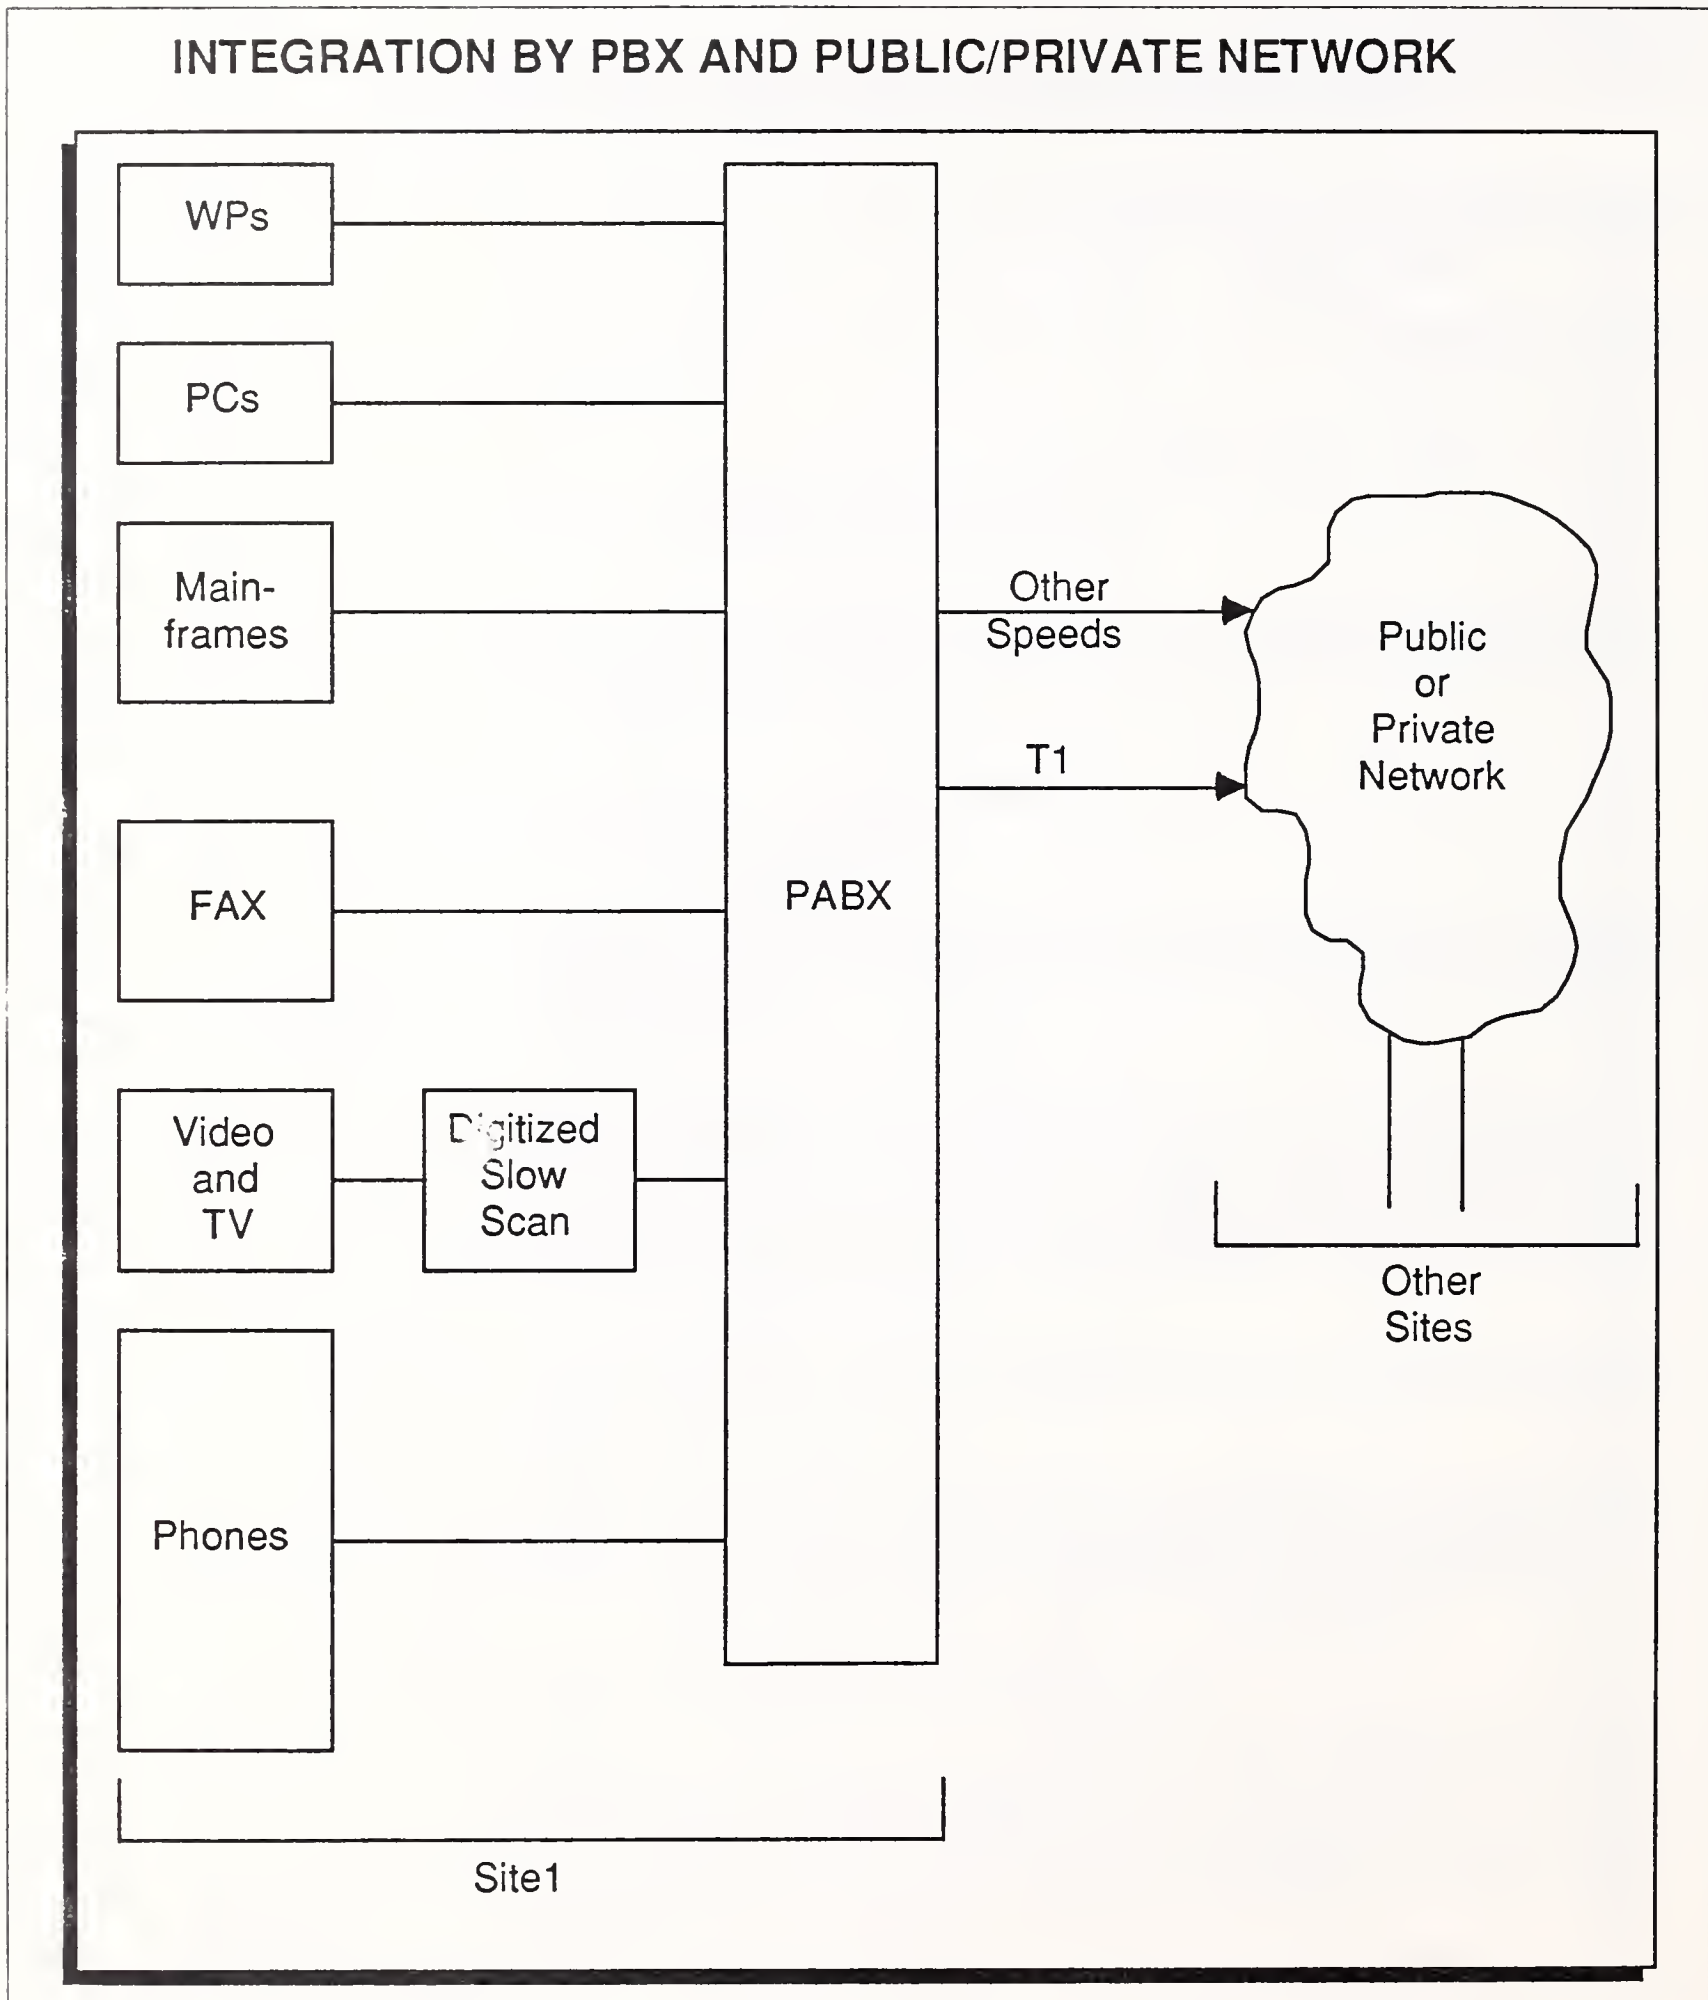 INTEGRATION BY PBX AND PUBLIC/PRIVATE NETWORK
WPs
PCs
Main-
frames
FAX
Video
and
TV
Digitized
Slow
Scan
Phones
PABX
Other
Speeds
T1
Public
or
Private
Network
Other
Sites
Site1